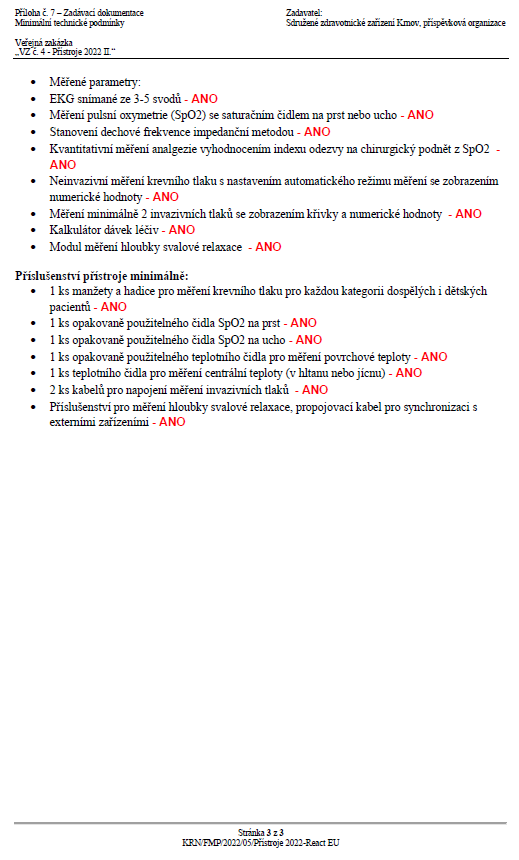 Příloha č. 7 – Zadávací dokumentace
Minimální technické podmínky
Zadavatel:
Sdružené zdravotnické zařízení Krnov, příspěvková organizace
Veřejná zakázka
„VZ č. 4 - Přístroje 2022 II.“
• Měřené parametry:
• EKG snímané ze 3-5 svodů - ANO
• Měření pulsní oxymetrie (SpO2) se saturačním čidlem na prst nebo ucho - ANO
• Stanovení dechové frekvence impedanční metodou - ANO
• Kvantitativní měření analgezie vyhodnocením indexu odezvy na chirurgický podnět z SpO2 -
ANO
• Neinvazivní měření krevního tlaku s nastavením automatického režimu měření se zobrazením
numerické hodnoty - ANO
• Měření minimálně 2 invazivních tlaků se zobrazením křivky a numerické hodnoty - ANO
• Kalkulátor dávek léčiv - ANO
• Modul měření hloubky svalové relaxace - ANO
Příslušenství přístroje minimálně:
• 1 ks manžety a hadice pro měření krevního tlaku pro každou kategorii dospělých i dětských
pacientů - ANO
• 1 ks opakovaně použitelného čidla SpO2 na prst - ANO
• 1 ks opakovaně použitelného čidla SpO2 na ucho - ANO
• 1 ks opakovaně použitelného teplotního čidla pro měření povrchové teploty - ANO
• 1 ks teplotního čidla pro měření centrální teploty (v hltanu nebo jícnu) - ANO
• 2 ks kabelů pro napojení měření invazivních tlaků - ANO
• Příslušenství pro měření hloubky svalové relaxace, propojovací kabel pro synchronizaci s
externími zařízeními - ANO
Stránka 3 z 3
KRN/FMP/2022/05/Přístroje 2022-React EU